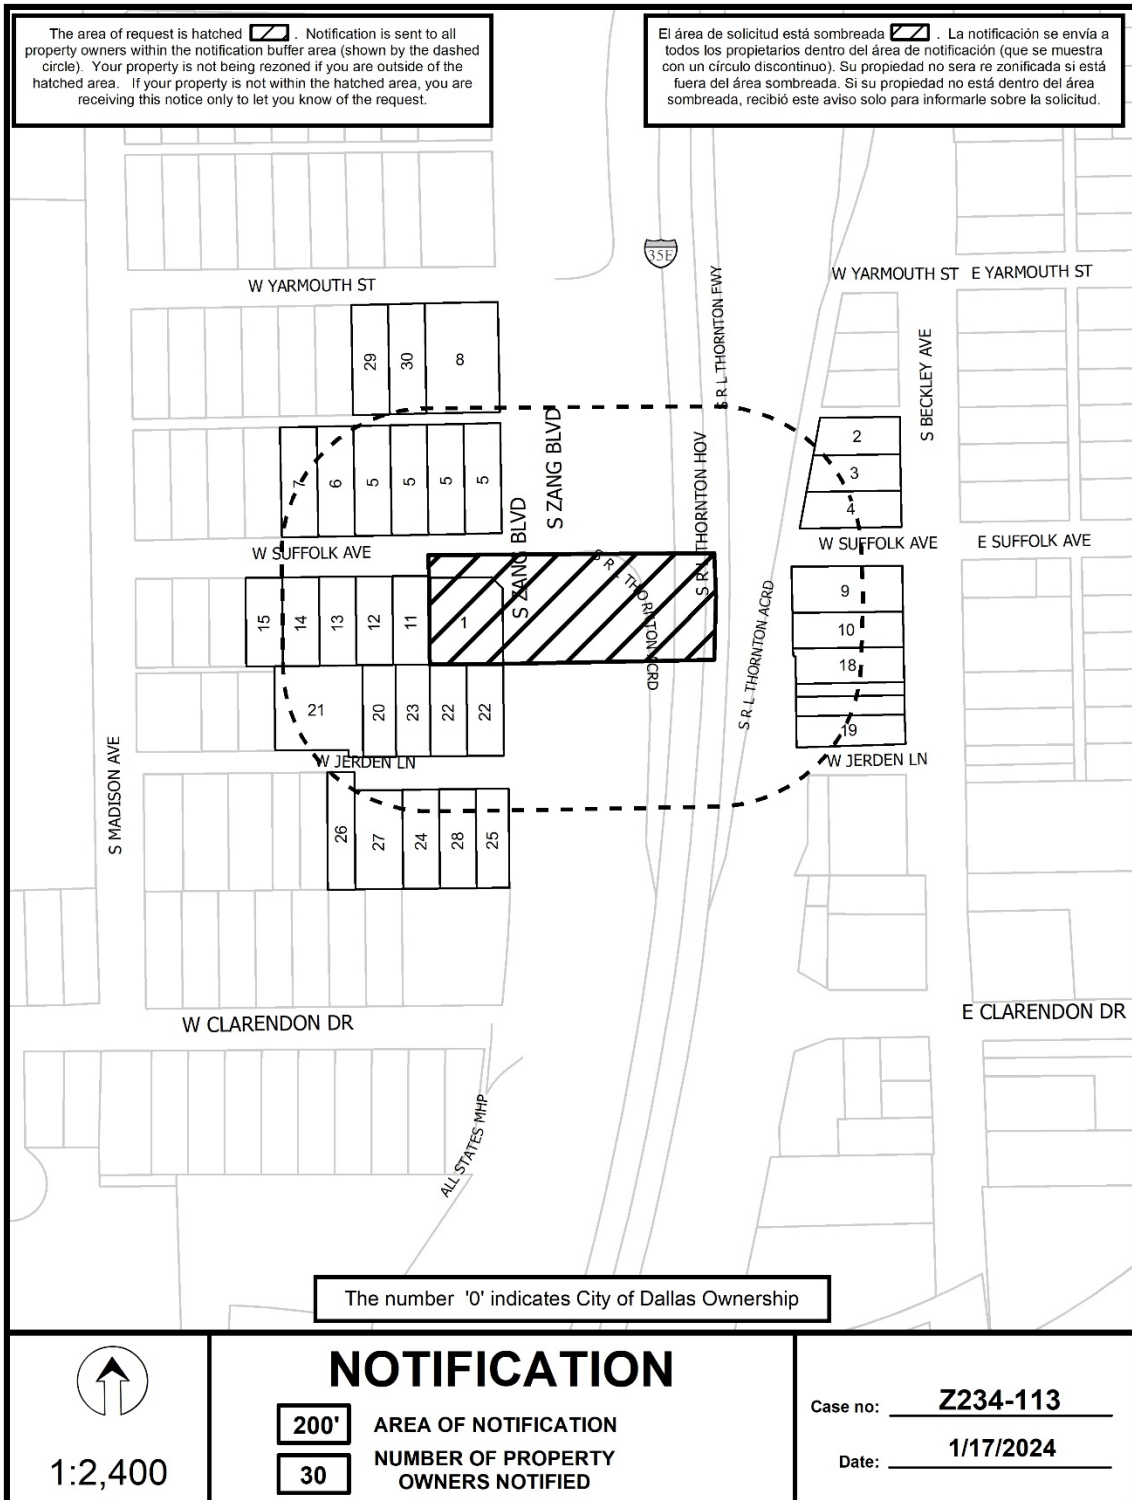 The area of request is hatched . Notification is sent to all
property owners within the notification buffer area (shown by the dashed
circle). Your property is not being rezoned if you are outside of the
hatched area. If your property is not within the hatched area, you are
receiving this notice only to let you know of the request.
El área de solicitud está sombreada . La notificación se envía a
todos los propietarios dentro del área de notificación (que se muestra
con un círculo discontinuo). Su propiedad no sera re zonificada si está
fuera del área sombreada. Si su propiedad no está dentro del área
sombreada, recibió este aviso solo para informarle sobre la solicitud.
35E
W YARMOUTH ST
W YARMOUTH ST
E YARMOUTH ST
S R L THORNTON FWY
S BECKLEY AVE
29
30
8
S ZANG BLVD
2
3
4
7
6
5
5
5
5
S R L THORNTON HOV
W SUFFOLK AVE
S ZANG BLVD
S R L THORNTON ACRD
W SUFFOLK AVE
E SUFFOLK AVE
15
14
13
12
11
1
9
10
18
19
S R L THORNTON ACRD
21
20
23
22
22
W JERDEN LN
W JERDEN LN
S MADISON AVE
26
27
24
28
25
W CLARENDON DR
E CLARENDON DR
ALL STATES MHP
The number '0' indicates City of Dallas Ownership
1:2,400
NOTIFICATION
200' AREA OF NOTIFICATION
30 NUMBER OF PROPERTY
OWNERS NOTIFIED
Case no: Z234-113
Date: 1/17/2024